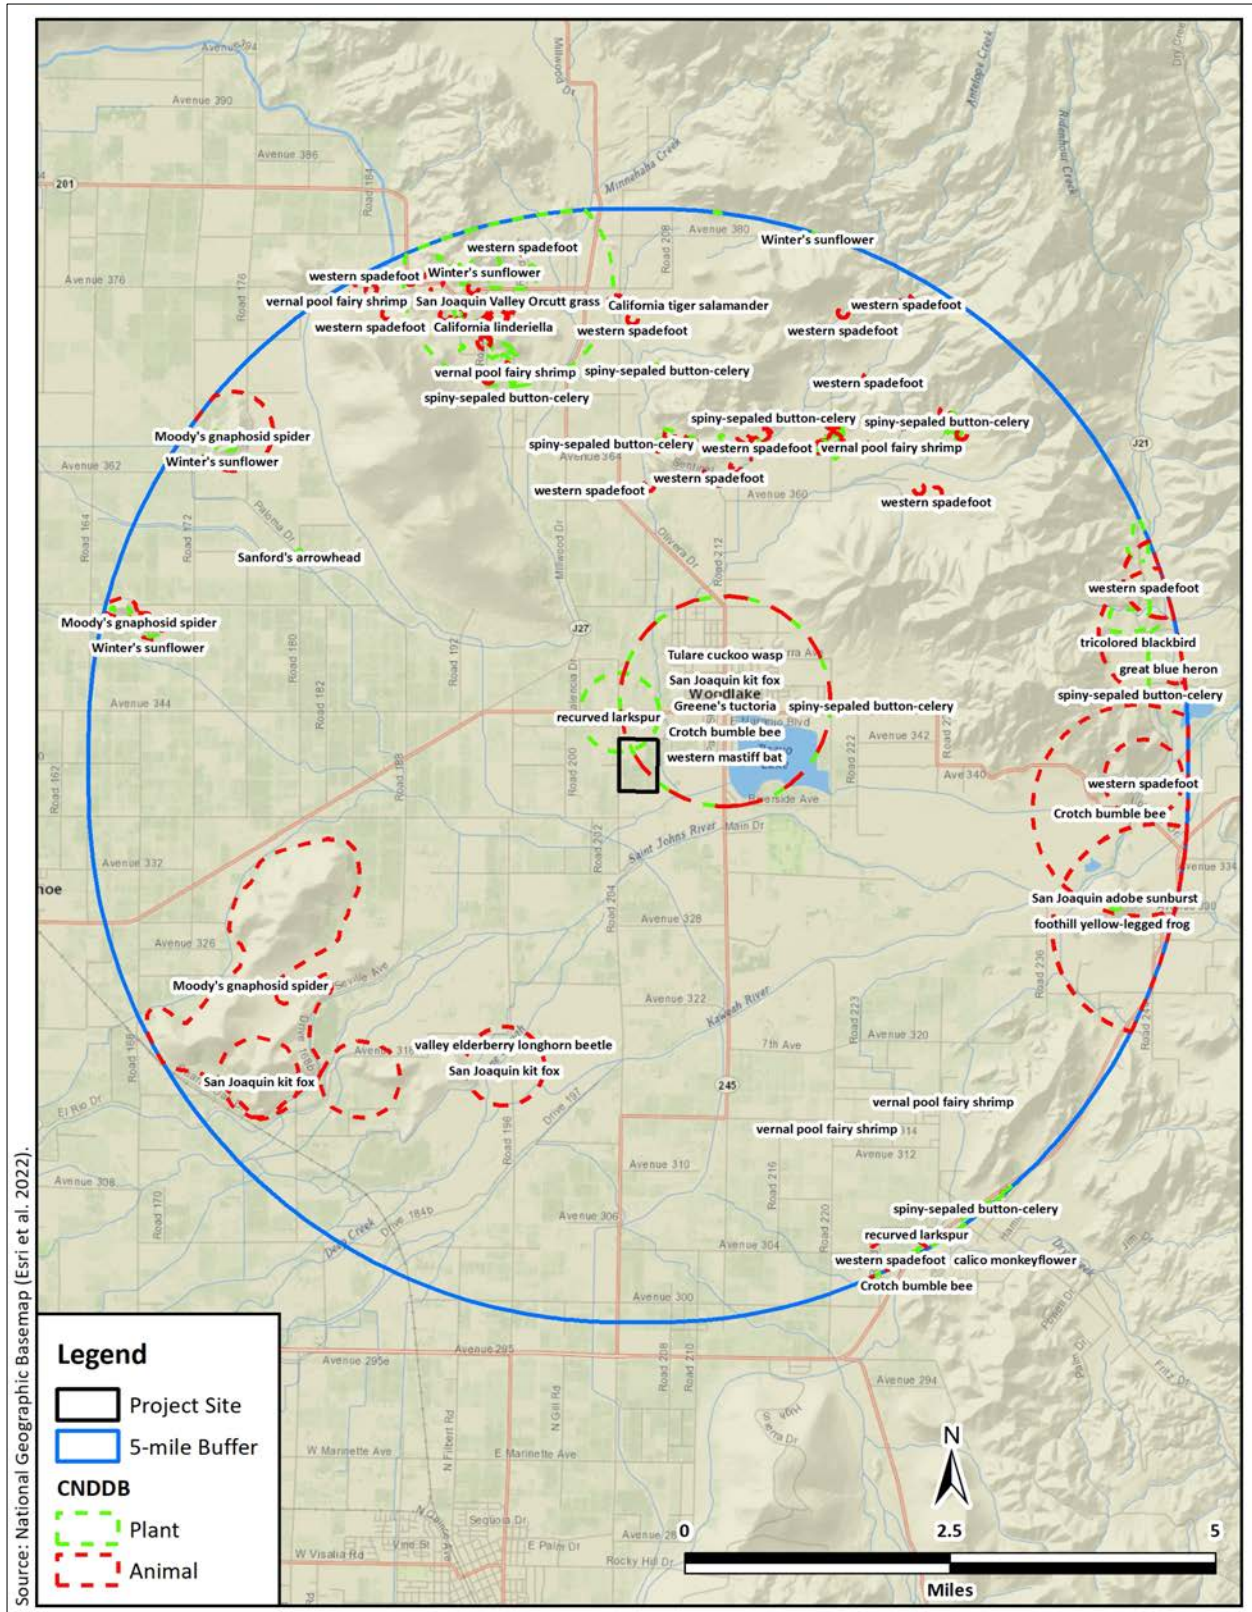 Avenue 394
Millwood Dr
Antelope Creek
Dry Creek
Avenue 390
Ridenhour Creek
Avenue 386
Minnehaha Creek
201
Road 184
Avenue 380
Road 208
Winter's sunflower
western spadefoot
Avenue 376
Road 176
western spadefoot
Winter's sunflower
vernal pool fairy shrimp
San Joaquin Valley Orcutt grass
California tiger salamander
western spadefoot
western spadefoot
California linderiella
western spadefoot
western spadefoot
vernal pool fairy shrimp
spiny-sepaled button-celery
western spadefoot
spiny-sepaled button-celery
spiny-sepaled button-celery
spiny-sepaled button-celery
Moody's gnaphosid spider
spiny-sepaled button-celery
western spadefoot
vernal pool fairy shrimp
J21
Winter's sunflower
Avenue 362
Avenue 364
western spadefoot
western spadefoot
Avenue 360
western spadefoot
Road 164
Road 172
Paloma Dr
Sanford's arrowhead
Millwood Dr
Olivera Dr
Road 212
western spadefoot
Moody's gnaphosid spider
J27
Winter's sunflower
Road 180
Road 192
tricolored blackbird
Tulare cuckoo wasp
great blue heron
San Joaquin kit fox
Road 182
Woodlake
spiny-sepaled button-celery
Avenue 344
Greene's tuctoria
spiny-sepaled button-celery
recurved larkspur
Crotch bumble bee
Avenue 342
Road 162
Road 188
Road 200
western mastiff bat
Road 222
Ave 340
western spadefoot
Riverside Ave
Crotch bumble bee
Saint Johns River
Main Dr
Road 202
Avenue 332
Avenue 334
hoe
Road 204
San Joaquin adobe sunburst
Avenue 328
foothill yellow-legged frog
Avenue 326
Road 236
Moody's gnaphosid spider
Seville Ave
Avenue 322
Kaweah River
Road 223
Avenue 320
7th Ave
valley elderberry longhorn beetle
San Joaquin kit fox
San Joaquin kit fox
245
El Rio Dr
Drive 197
Road 196
vernal pool fairy shrimp
vernal pool fairy shrimp
Avenue 312
Avenue 310
Road 216
Avenue 308
Road 170
Road 220
Avenue 306
Drive 184b
Deep Creek
spiny-sepaled button-celery
recurved larkspur
Avenue 304
western spadefoot
calico monkeyflower
Crotch bumble bee
Avenue 300
Powell Dr
Avenue 295
Avenue 295e
Road 208
Road 210
Avenue 294
Fritz Dr
High Sierra Dr
N Gill Rd
N Filbert Rd
W Marinette Ave
E Marinette Ave
Sequoia Dr
Vine St
E Palm Dr
W Visalia Rd
Rocky Hill Dr
Legend
Project Site
5-mile Buffer
CNDDB
Plant
Animal
N
0
2.5
5
Miles
Source: National Geographic Basemap (Esri et al. 2022).